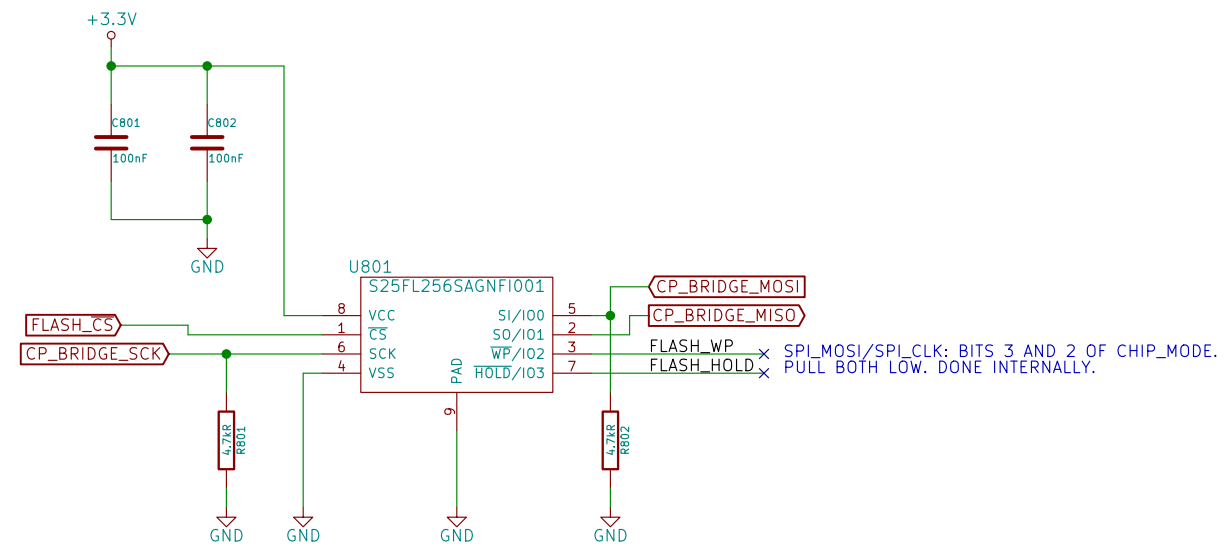 +3.3V
C801
100nF
C802
100nF
GND
U801
S25FL256SAGNFI001
8
VCC
1
CS
6
SCK
4
VSS
PAD
9
SI/IO0
5
SO/IO1
2
WP/IO2
3
HOLD/IO3
7
FLASH_CS
CP_BRIDGE_SCK
CP_BRIDGE_MOSI
CP_BRIDGE_MISO
FLASH_WP
FLASH_HOLD
SPI_MOSI/SPI_CLK: BITS 3 AND 2 OF CHIP_MODE.
PULL BOTH LOW. DONE INTERNALLY.
4.7kR
R801
4.7kR
R802
GND
GND
GND
GND